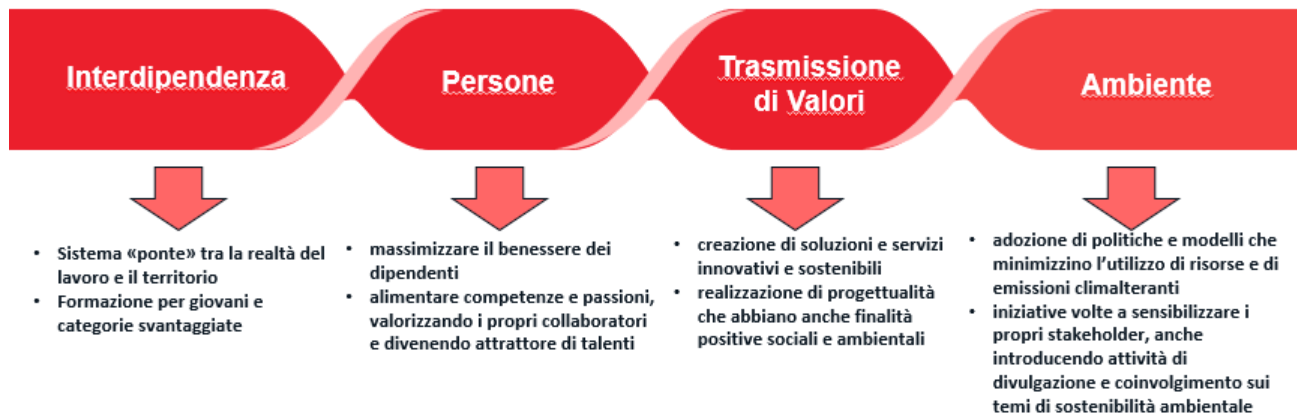 Interdipendenza
Persone
Trasmissione
di Valori
Ambiente
• Sistema «ponte» tra la realtà del
lavoro e il territorio
• Formazione per giovani e
categorie svantaggiate
• massimizzare il benessere dei
dipendenti
• alimentare competenze e passioni,
valorizzando i propri collaboratori
e divenendo attrattore di talenti
• creazione di soluzioni e servizi
innovativi e sostenibili
• realizzazione di progettualità
che abbiano anche finalità
positive sociali e ambientali
• adozione di politiche e modelli che
minimizzino l’utilizzo di risorse e di
emissioni climalteranti
• iniziative volte a sensibilizzare i
propri stakeholder, anche
introducendo attività di
divulgazione e coinvolgimento sui
temi di sostenibilità ambientale